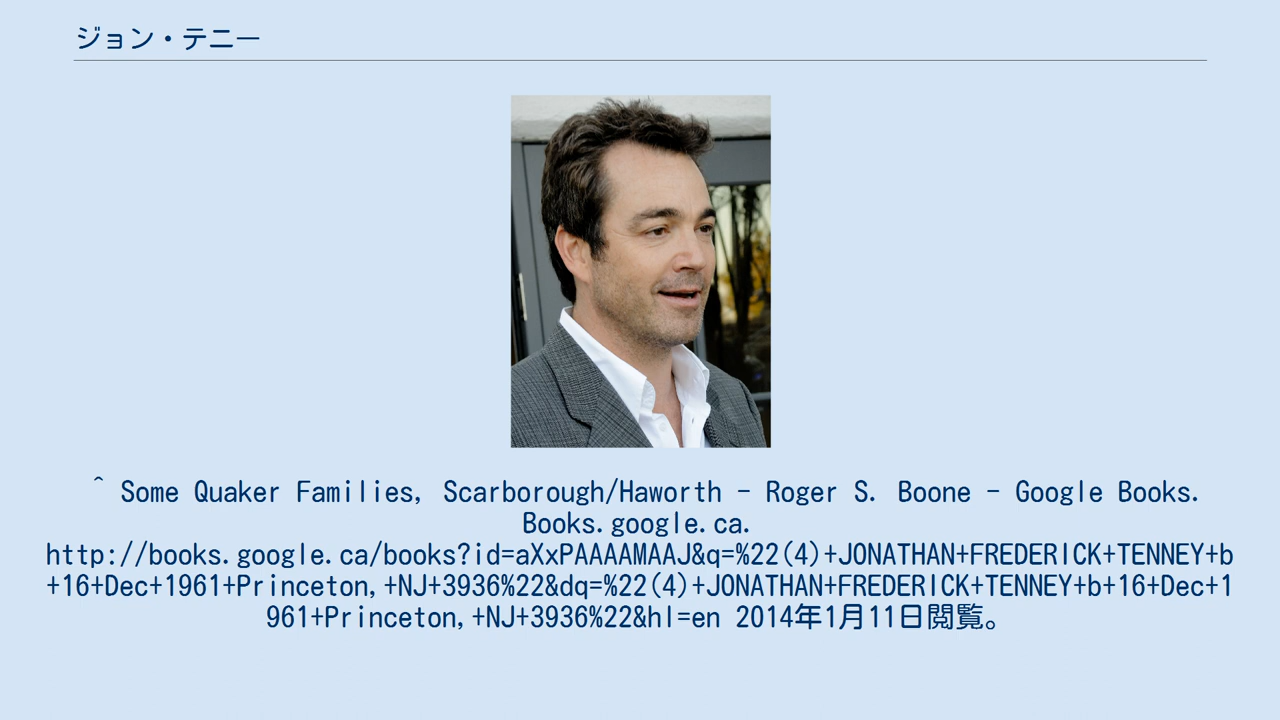 ジョン・テニー
^ Some Quaker Families, Scarborough/Haworth - Roger S. Boone - Google Books.
Books.google.ca.
http://books.google.ca/books?id=aXxPAAAAMAAJ&q=%22(4)+JONATHAN+FREDERICK+TENNEY+b
+16+Dec+1961+Princeton,+NJ+3936%22&dq=%22(4)+JONATHAN+FREDERICK+TENNEY+b+16+Dec+1
961+Princeton,+NJ+3936%22&hl=en 2014年1月11日閲覧。